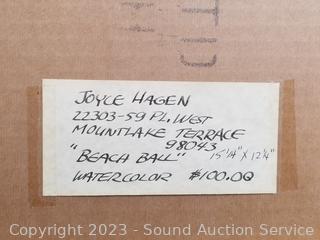 JOYCE HAGEN
22303-59 PL. WEST
MOUNTLAKE TERRACE
98043
"BEACH BALL" 15¼" X 12¼"
WATERCOLOR $100.00
Copyright 2023 - Sound Auction Service